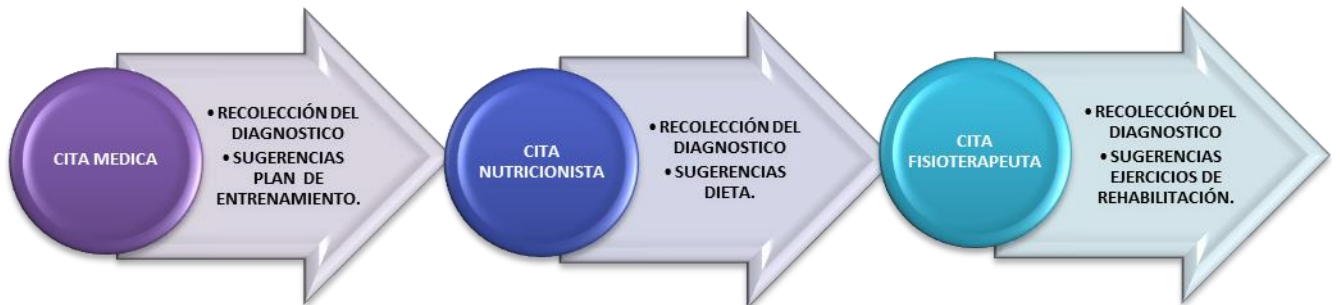 CITA MEDICA
• RECOLECCIÓN DEL
DIAGNOSTICO
• SUGERENCIAS
PLAN DE
ENTRENAMIENTO.
CITA
NUTRICIONISTA
• RECOLECCIÓN DEL
DIAGNOSTICO
• SUGERENCIAS
DIETA.
CITA
FISIOTERAPEUTA
• RECOLECCIÓN DEL
DIAGNOSTICO
• SUGERENCIAS
EJERCICIOS DE
REHABILITACIÓN.